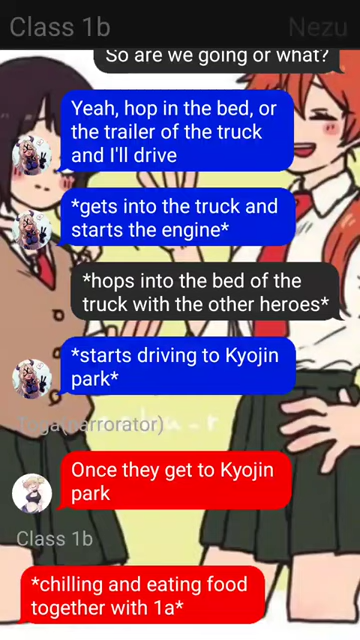 Class 1b
Nezu
So are we going or what?
Yeah, hop in the bed, or
the trailer of the truck
and I'll drive
*gets into the truck and
starts the engine*
*hops into the bed of the
truck with the other heroes*
*starts driving to Kyojin
park*
Toga(narrorator)
Once they get to Kyojin
park
Class 1b
*chilling and eating food
together with 1a*